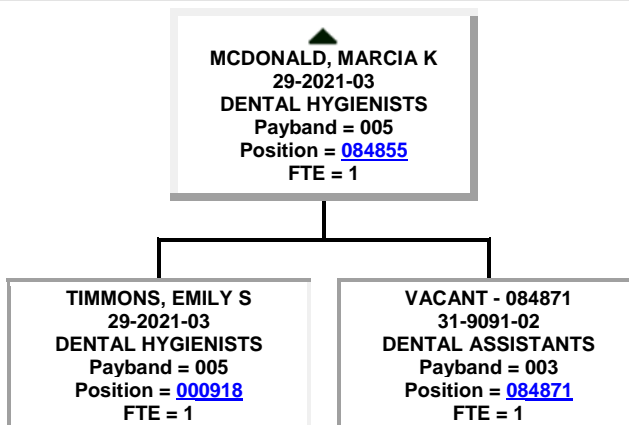 MCDONALD, MARCIA K
29-2021-03
DENTAL HYGIENISTS
Payband = 005
Position = 084855
FTE = 1
TIMMONS, EMILY S
29-2021-03
DENTAL HYGIENISTS
Payband = 005
Position = 000918
FTE = 1
VACANT - 084871
31-9091-02
DENTAL ASSISTANTS
Payband = 003
Position = 084871
FTE = 1